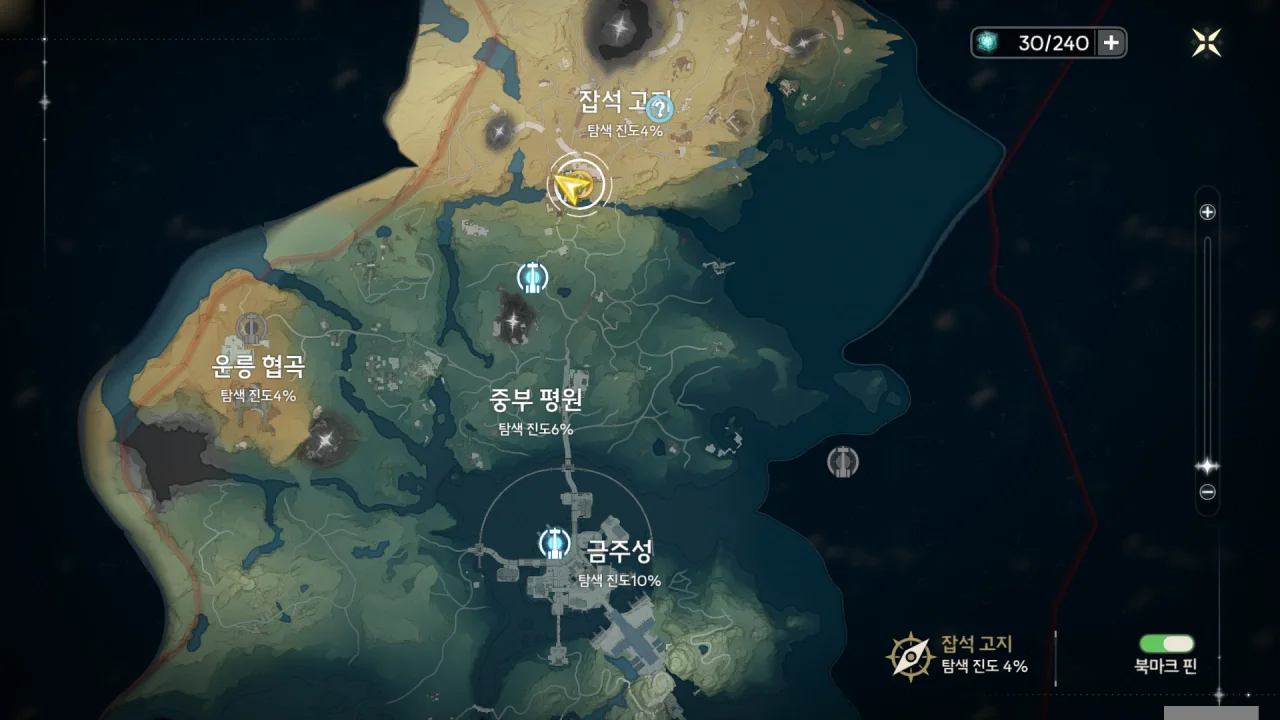 30/240
잡석 고지
탐색 진도4%
운릉 협곡
탐색 진도4%
중부 평원
탐색 진도6%
금주성
탐색 진도10%
잡석 고지
탐색 진도 4%
북마크 핀